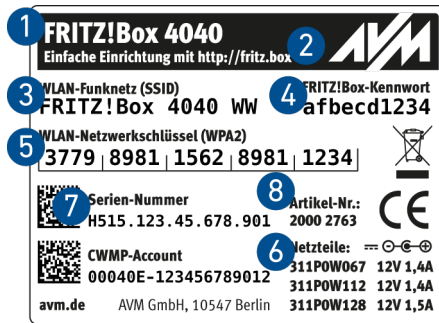 1 FRITZ!Box 4040
Einfache Einrichtung mit http://fritz.box 2 AVM
3 WLAN-Funknetz (SSID) 4 FRITZ!Box-Kennwort
FRITZ!Box 4040 WW afbecd1234
5 WLAN-Netzwerkschlüssel (WPA2)
3779 8981 1562 8981 1234
7 Serien-Nummer 8 Artikel-Nr.:
H515.123.45.678.901 2000 2763 CE
CWMP-Account 6 Netzteile:
00040E-123456789012 311P0W067 12V 1,4A
311P0W112 12V 1,4A
avm.de AVM GmbH, 10547 Berlin 311P0W128 12V 1,5A